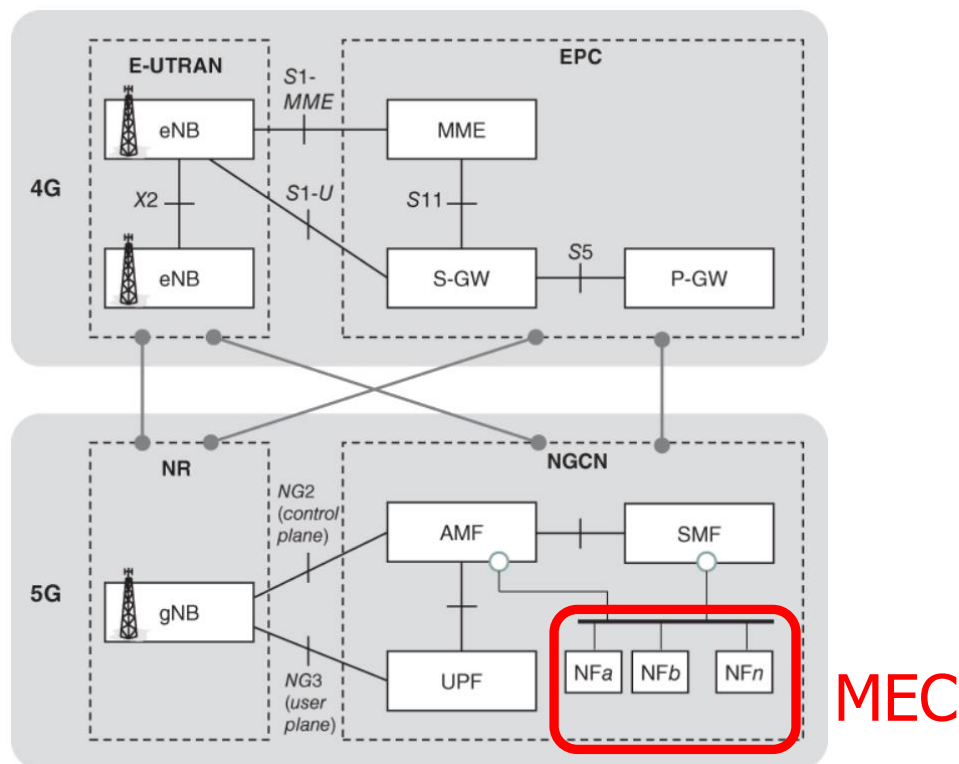 4G
E-UTRAN
eNB
X2
eNB
S1-
MME
S1-U
EPC
MME
S11
S-GW
S5
P-GW
5G
NR
gNB
NG2
(control
plane)
NG3
(user
plane)
NGCN
AMF
SMF
UPF
NFa
NFb
NFn
MEC